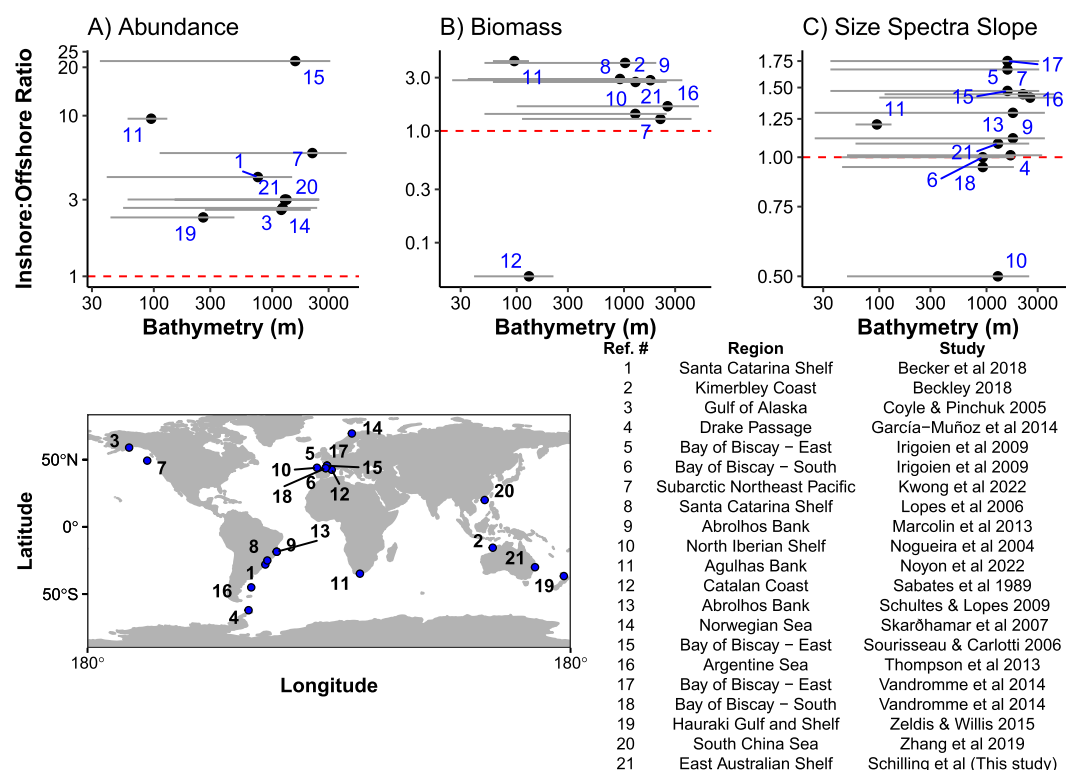 A) Abundance
B) Biomass
C) Size Spectra Slope
Inshore:Offshore Ratio
25
20
10
3
1
15
11
7
1
21
20
3
14
19
30
100
300
1000
3000
Bathymetry (m)
3.0
1.0
0.3
0.1
11
8
2
9
10
21
16
7
12
30
100
300
1000
3000
Bathymetry (m)
1.75
1.50
1.25
1.00
0.75
0.50
17
5
7
15
16
11
13
9
21
4
6
18
10
30
100
300
1000
3000
Bathymetry (m)
Ref. # Region Study
1 Santa Catarina Shelf Becker et al 2018
2 Kimerbley Coast Beckley 2018
3 Gulf of Alaska Coyle & Pinchuk 2005
4 Drake Passage García−Muñoz et al 2014
5 Bay of Biscay − East Irigoien et al 2009
6 Bay of Biscay − South Irigoien et al 2009
7 Subarctic Northeast Pacific Kwong et al 2022
8 Santa Catarina Shelf Lopes et al 2006
9 Abrolhos Bank Marcolin et al 2013
10 North Iberian Shelf Nogueira et al 2004
11 Agulhas Bank Noyon et al 2022
12 Catalan Coast Sabates et al 1989
13 Abrolhos Bank Schultes & Lopes 2009
14 Norwegian Sea Skarðhamar et al 2007
15 Bay of Biscay − East Sourisseau & Carlotti 2006
16 Argentine Sea Thompson et al 2013
17 Bay of Biscay − East Vandromme et al 2014
18 Bay of Biscay − South Vandromme et al 2014
19 Hauraki Gulf and Shelf Zeldis & Willis 2015
20 South China Sea Zhang et al 2019
21 East Australian Shelf Schilling et al (This study)
Latitude
50°N
0°
50°S
3
7
14
5
17
10
15
18
6
12
20
13
8
9
2
21
1
11
16
19
4
180°
180°
Longitude